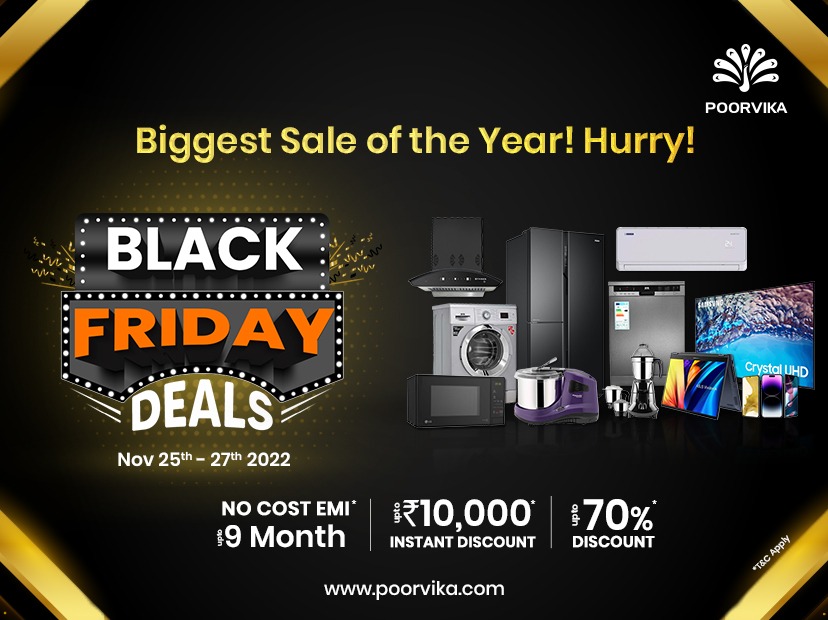 POORVIKA
Biggest Sale of the Year! Hurry!
BLACK
FRIDAY
DEALS
Nov 25th - 27th 2022
SAMSUNG
Crystal UHD
NO COST EMI*
upto 9 Month
upto ₹10,000*
INSTANT DISCOUNT
upto 70%*
DISCOUNT
*T&C Apply
www.poorvika.com